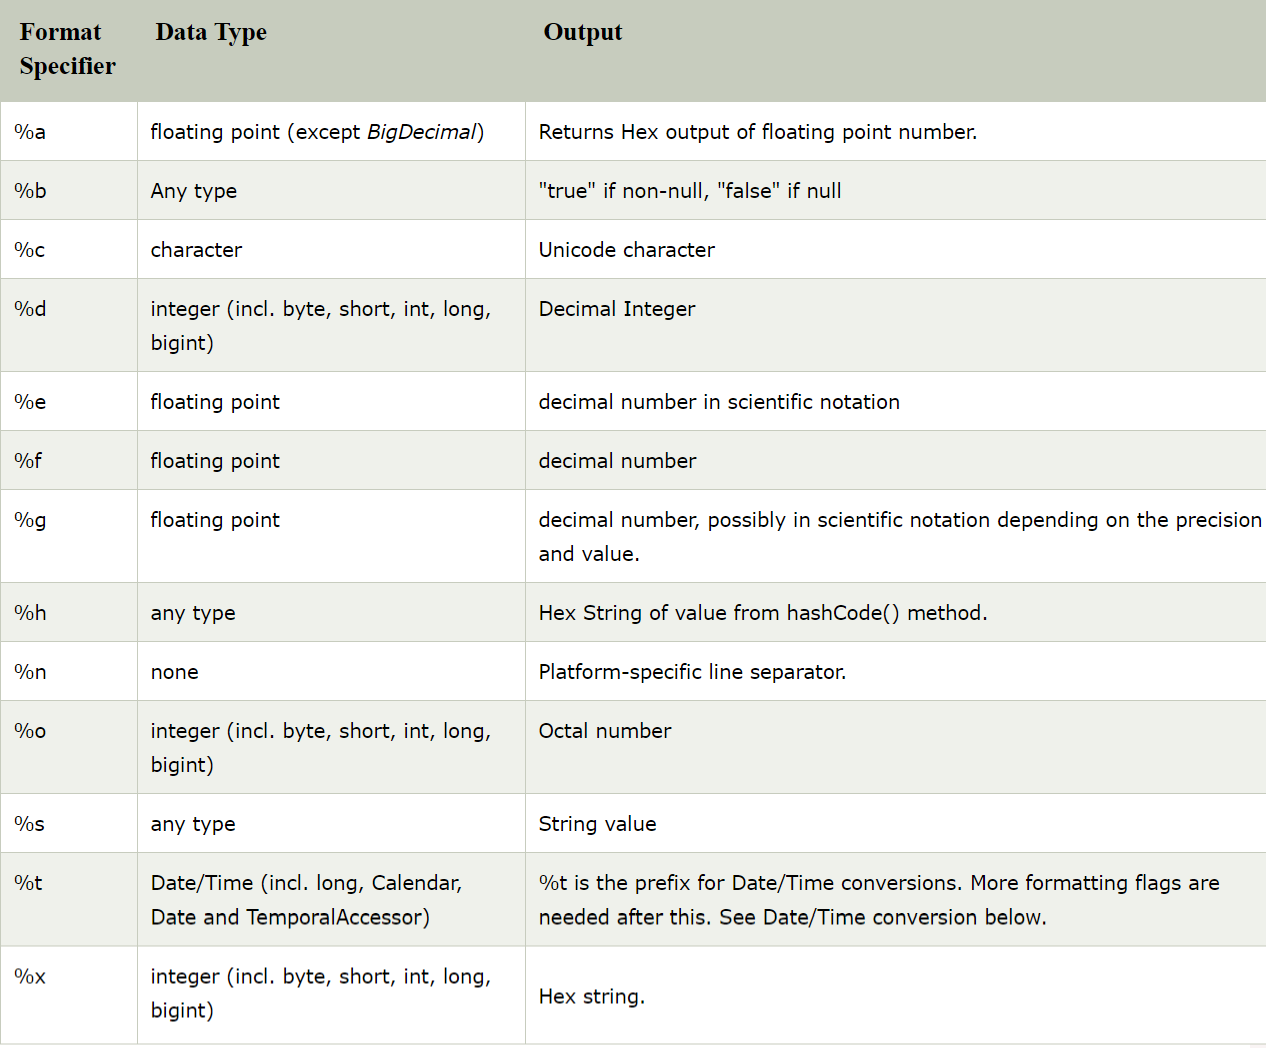 Format Specifier Data Type Output
%a floating point (except BigDecimal) Returns Hex output of floating point number.
%b Any type "true" if non-null, "false" if null
%c character Unicode character
%d integer (incl. byte, short, int, long, Decimal Integer
bigint)
%e floating point decimal number in scientific notation
%f floating point decimal number
%g floating point decimal number, possibly in scientific notation depending on the precision
and value.
%h any type Hex String of value from hashCode() method.
%n none Platform-specific line separator.
%o integer (incl. byte, short, int, long, Octal number
bigint)
%s any type String value
%t Date/Time (incl. long, Calendar, %t is the prefix for Date/Time conversions. More formatting flags are
Date and TemporalAccessor) needed after this. See Date/Time conversion below.
%x integer (incl. byte, short, int, long, Hex string.
bigint)